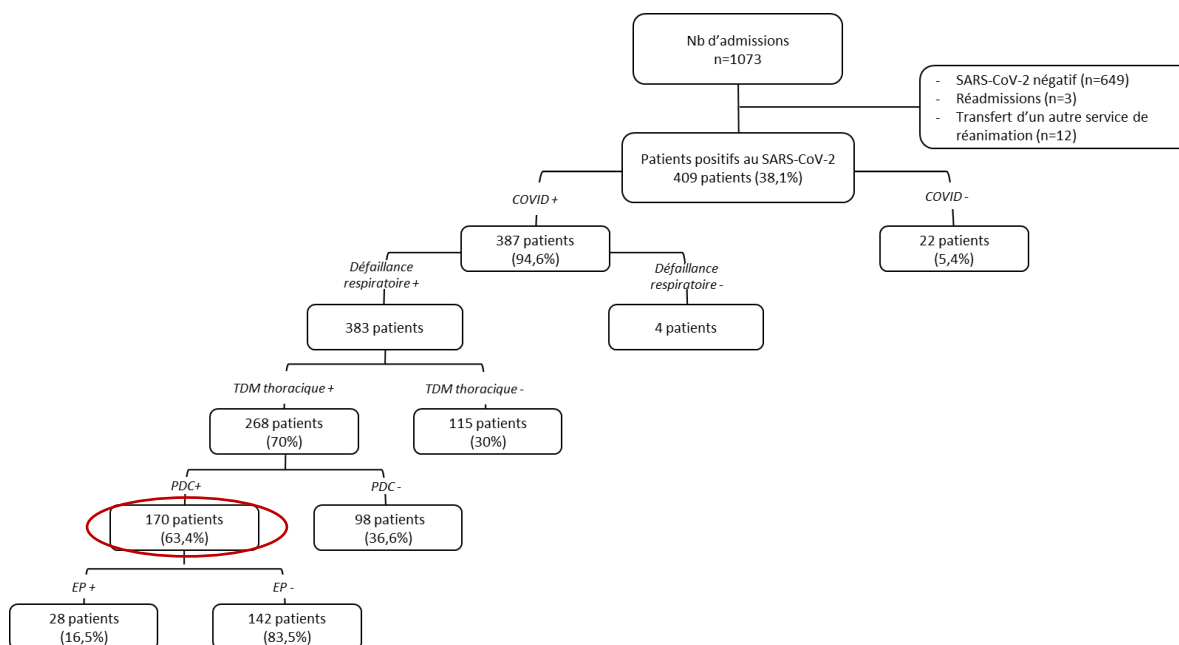 Nb d'admissions
n=1073
- SARS-CoV-2 négatif (n=649)
- Réadmissions (n=3)
- Transfert d'un autre service de
réanimation (n=12)
Patients positifs au SARS-CoV-2
409 patients (38,1%)
COVID +
COVID -
387 patients
(94,6%)
22 patients
(5,4%)
Défaillance
respiratoire +
Défaillance
respiratoire -
383 patients
4 patients
TDM thoracique +
TDM thoracique -
268 patients
(70%)
115 patients
(30%)
PDC+
PDC -
170 patients
(63,4%)
98 patients
(36,6%)
EP +
EP -
28 patients
(16,5%)
142 patients
(83,5%)